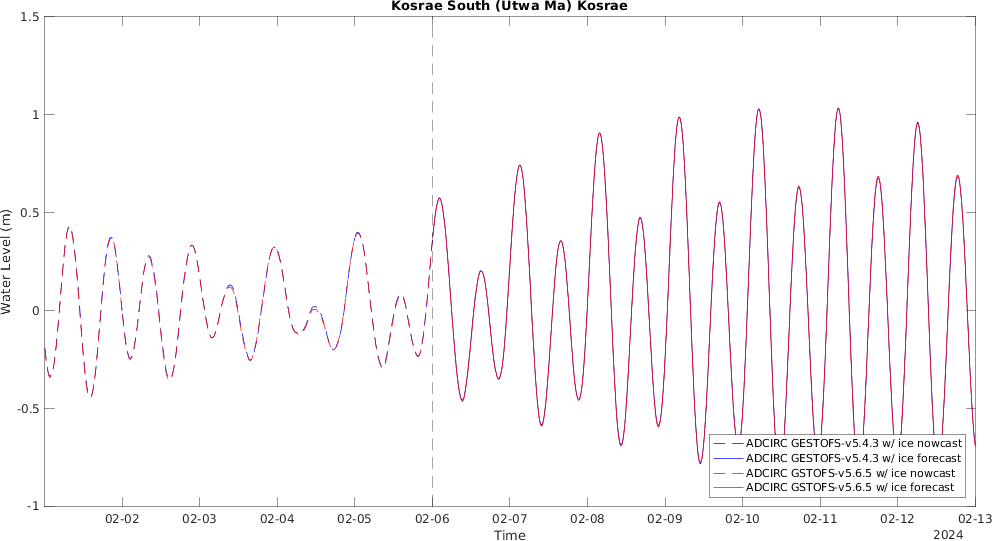 Kosrae South (Utwa Ma) Kosrae
1.5
1
0.5
0
-0.5
-1
Water Level (m)
02-02 02-03 02-04 02-05 02-06 02-07 02-08 02-09 02-10 02-11 02-12 02-13
Time
2024
ADCIRC GESTOFS-v5.4.3 w/ ice nowcast
ADCIRC GESTOFS-v5.4.3 w/ ice forecast
ADCIRC GSTOFS-v5.6.5 w/ ice nowcast
ADCIRC GSTOFS-v5.6.5 w/ ice forecast